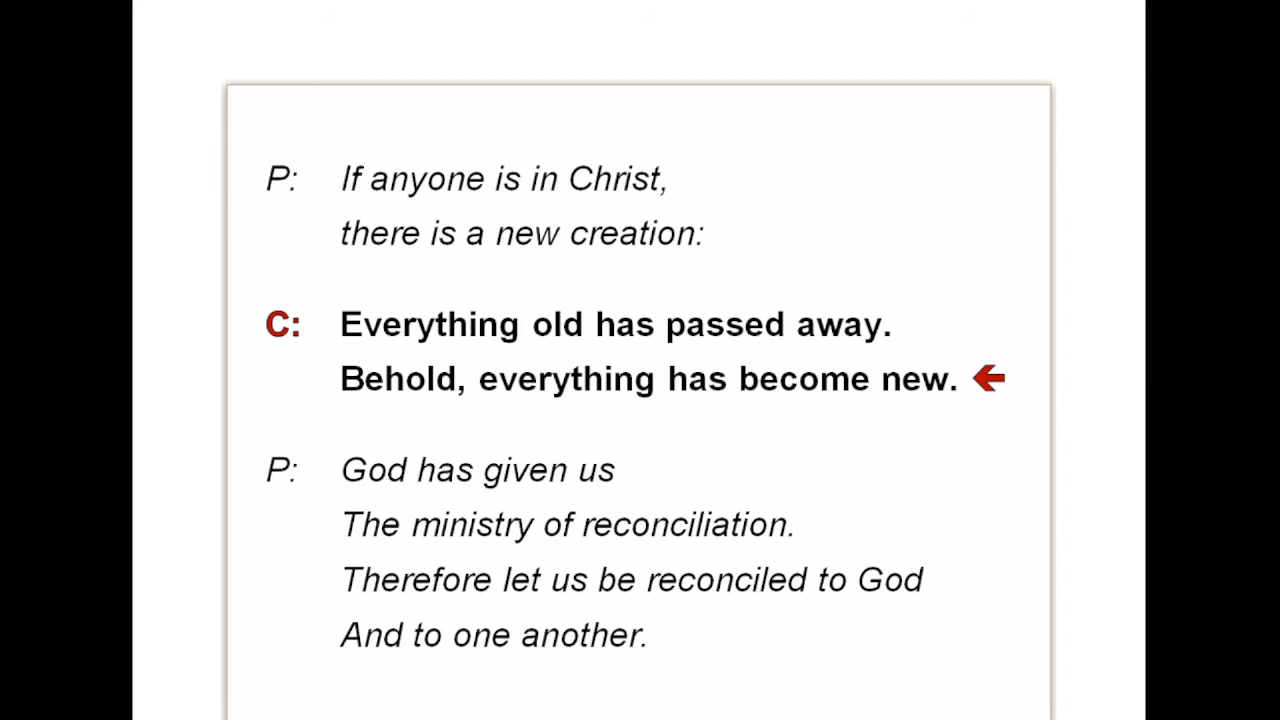 P: If anyone is in Christ,
there is a new creation:
C: Everything old has passed away.
Behold, everything has become new.
P: God has given us
The ministry of reconciliation.
Therefore let us be reconciled to God
And to one another.